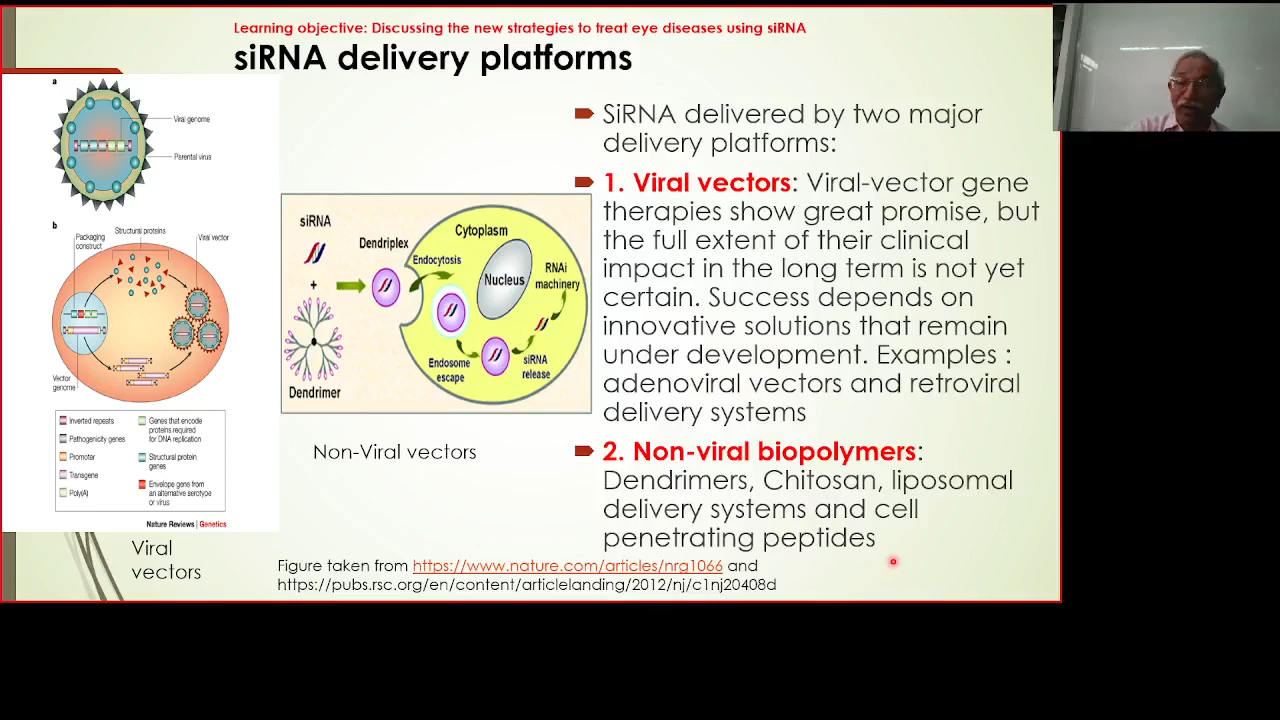 Learning objective: Discussing the new strategies to treat eye diseases using siRNA
siRNA delivery platforms
a
Viral genome
Parental virus
b
Packaging
construct
Structural proteins
Viral vector
Vector
genome
Inverted repeats
Pathogenicity genes
Promoter
Transgene
Poly(A)
Genes that encode
proteins required
for DNA replication
Structural protein
genes
Envelope gene from
an alternative serotype
or virus
Nature Reviews | Genetics
Viral
vectors
siRNA
+
Dendrimer
Dendriplex
Endocytosis
Cytoplasm
Nucleus
RNAi
machinery
Endosome
escape
siRNA
release
Non-Viral vectors
SiRNA delivered by two major
delivery platforms:
1. Viral vectors: Viral-vector gene
therapies show great promise, but
the full extent of their clinical
impact in the long term is not yet
certain. Success depends on
innovative solutions that remain
under development. Examples :
adenoviral vectors and retroviral
delivery systems
2. Non-viral biopolymers:
Dendrimers, Chitosan, liposomal
delivery systems and cell
penetrating peptides
Figure taken from https://www.nature.com/articles/nrg1066 and
https://pubs.rsc.org/en/content/articlelanding/2012/nj/c1nj20408d